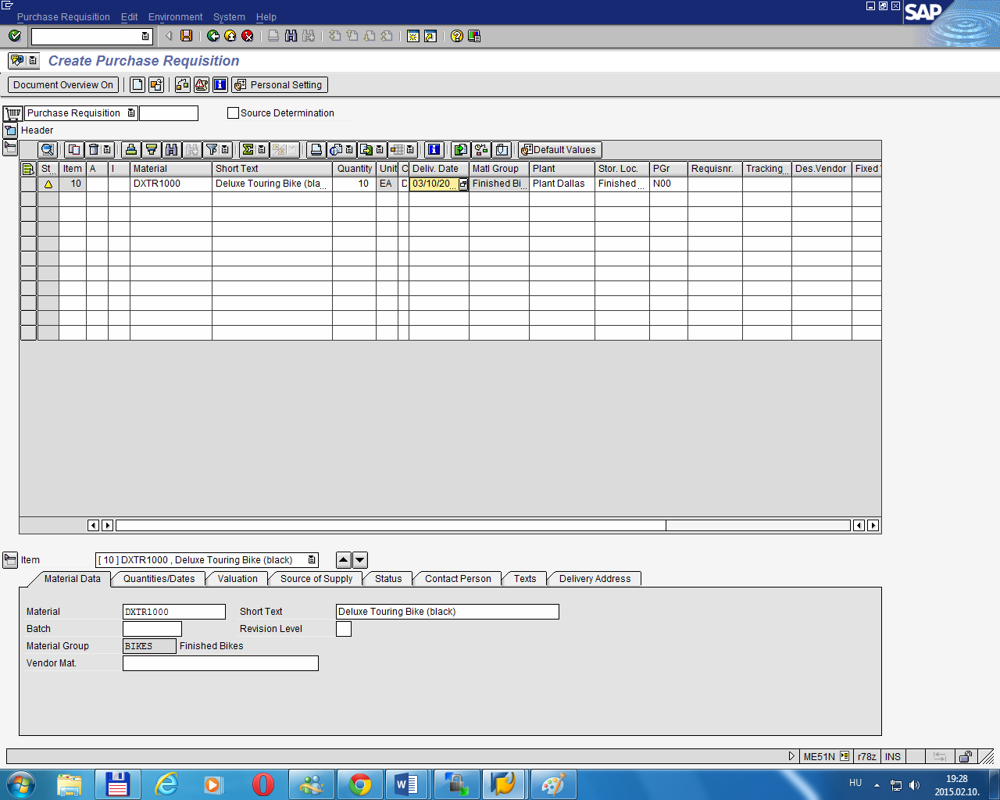 Purchase Requisition Edit Environment System Help
SAP
Create Purchase Requisition
Document Overview On Personal Setting
Purchase Requisition Source Determination
Header
Default Values
St... Item A I Material Short Text Quantity Unit C Deliv. Date Matl Group Plant Stor. Loc. PGr Requisnr. Tracking... Des.Vendor Fixed
10 DXTR1000 Deluxe Touring Bike (bla... 10 EA D 03/10/20... Finished Bi... Plant Dallas Finished ... N00
Item [ 10 ] DXTR1000 , Deluxe Touring Bike (black)
Material Data Quantities/Dates Valuation Source of Supply Status Contact Person Texts Delivery Address
Material DXTR1000 Short Text Deluxe Touring Bike (black)
Batch Revision Level
Material Group BIKES Finished Bikes
Vendor Mat.
ME51N r78z INS
HU 19:28
2015.02.10.